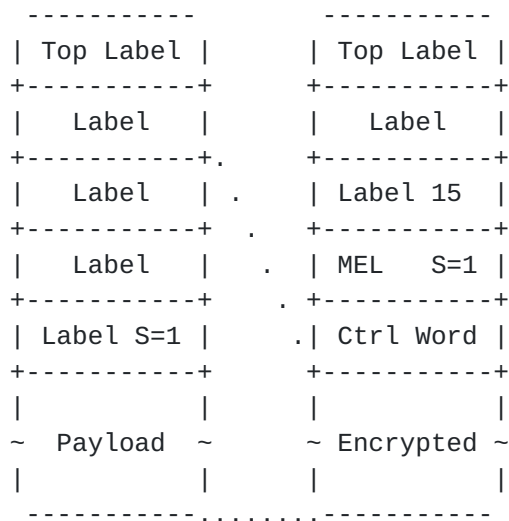 -----------       -----------
| Top Label |     | Top Label |
+-----------+     +-----------+
|   Label   |     |   Label   |
+-----------+.    +-----------+
|   Label   | .   | Label 15  |
+-----------+  .  +-----------+
|   Label   |   . | MEL   S=1 |
+-----------+    . +-----------+
| Label S=1 |     .| Ctrl Word |
+-----------+     +-----------+
|           |     |           |
~  Payload  ~     ~ Encrypted ~
|           |     |           |
 -----------........-----------